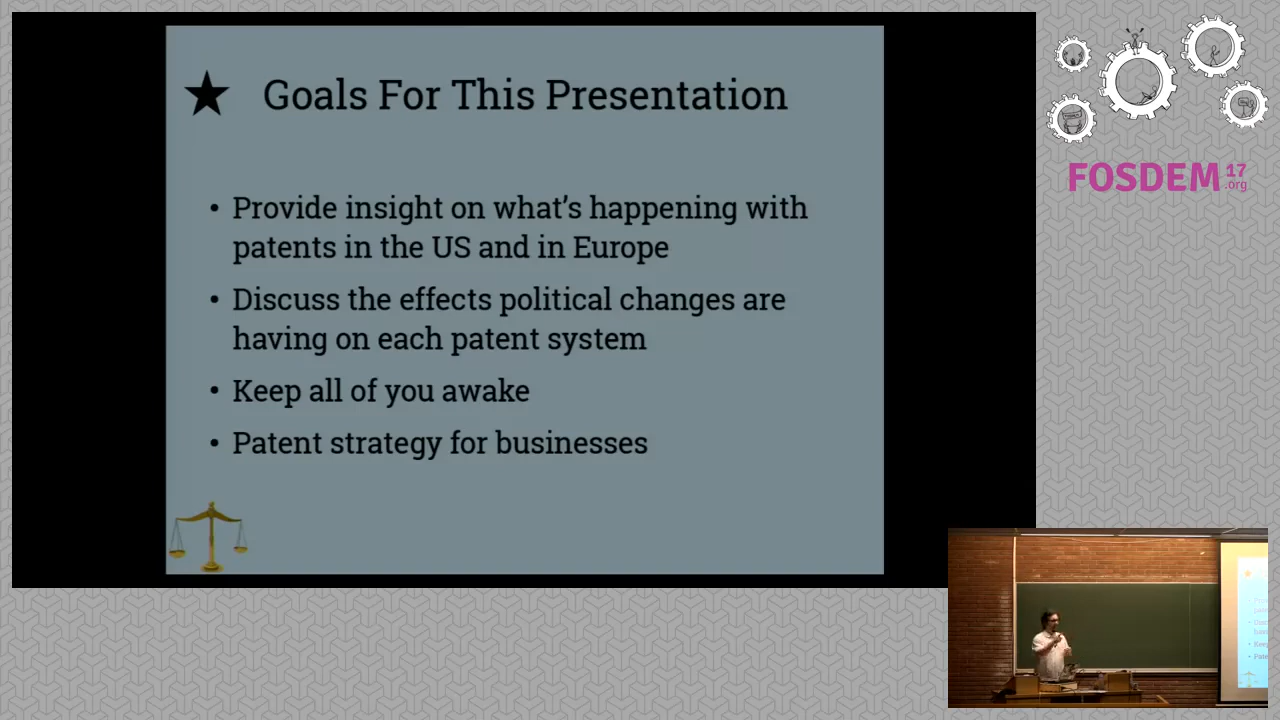 Goals For This Presentation
• Provide insight on what’s happening with
patents in the US and in Europe
• Discuss the effects political changes are
having on each patent system
• Keep all of you awake
• Patent strategy for businesses
FOSDEM 17
.org